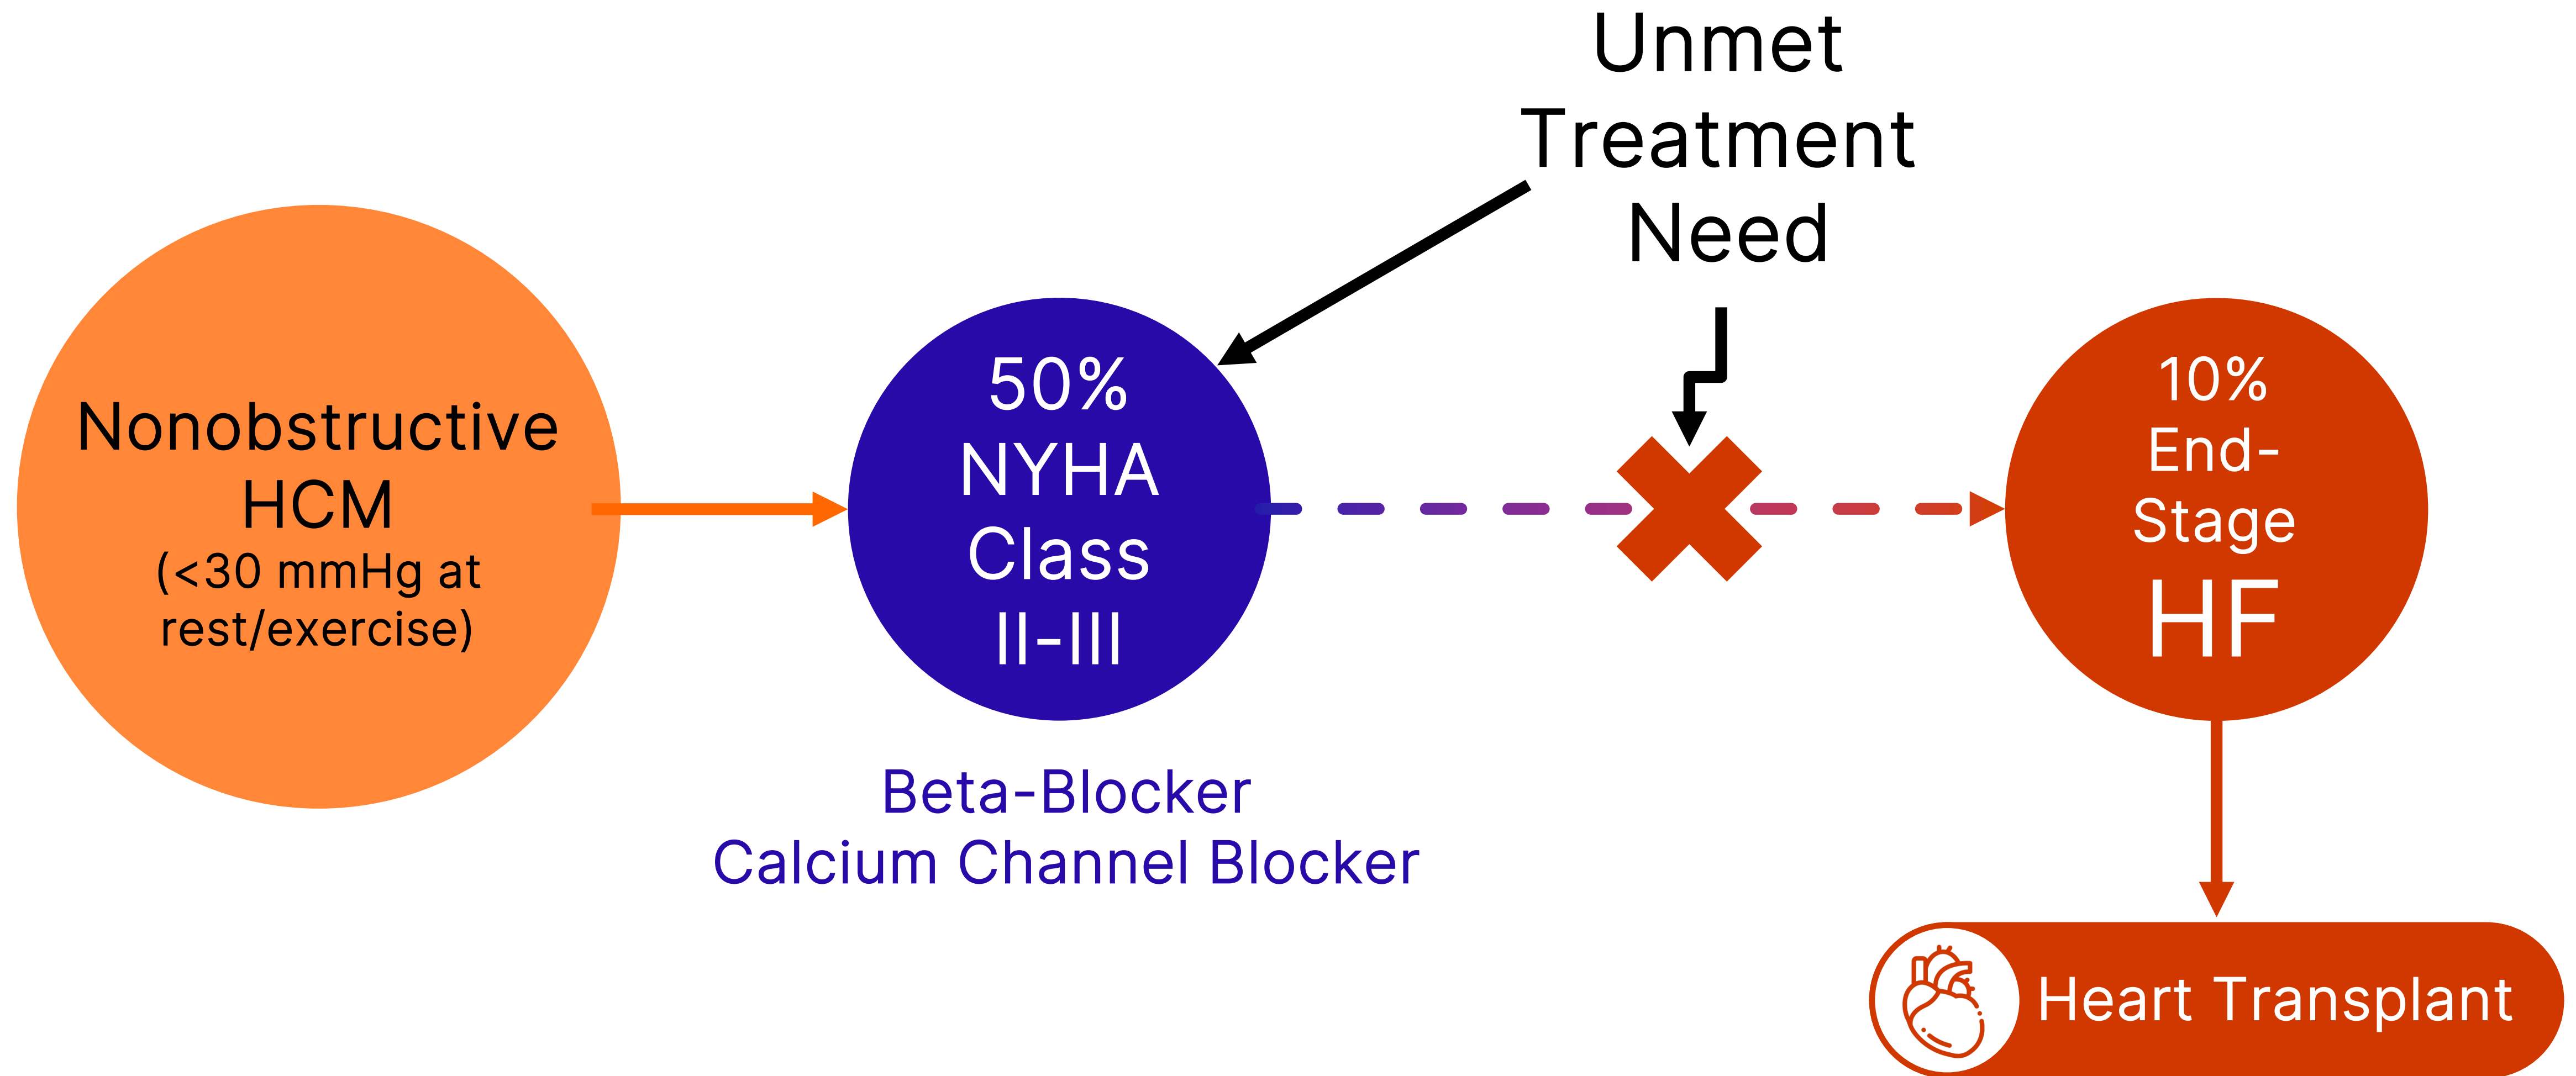 Unmet
Treatment
Need
Nonobstructive
HCM
(<30 mmHg at
rest/exercise)
50%
NYHA
Class
II-III
Beta-Blocker
Calcium Channel Blocker
10%
End-
Stage
HF
Heart Transplant